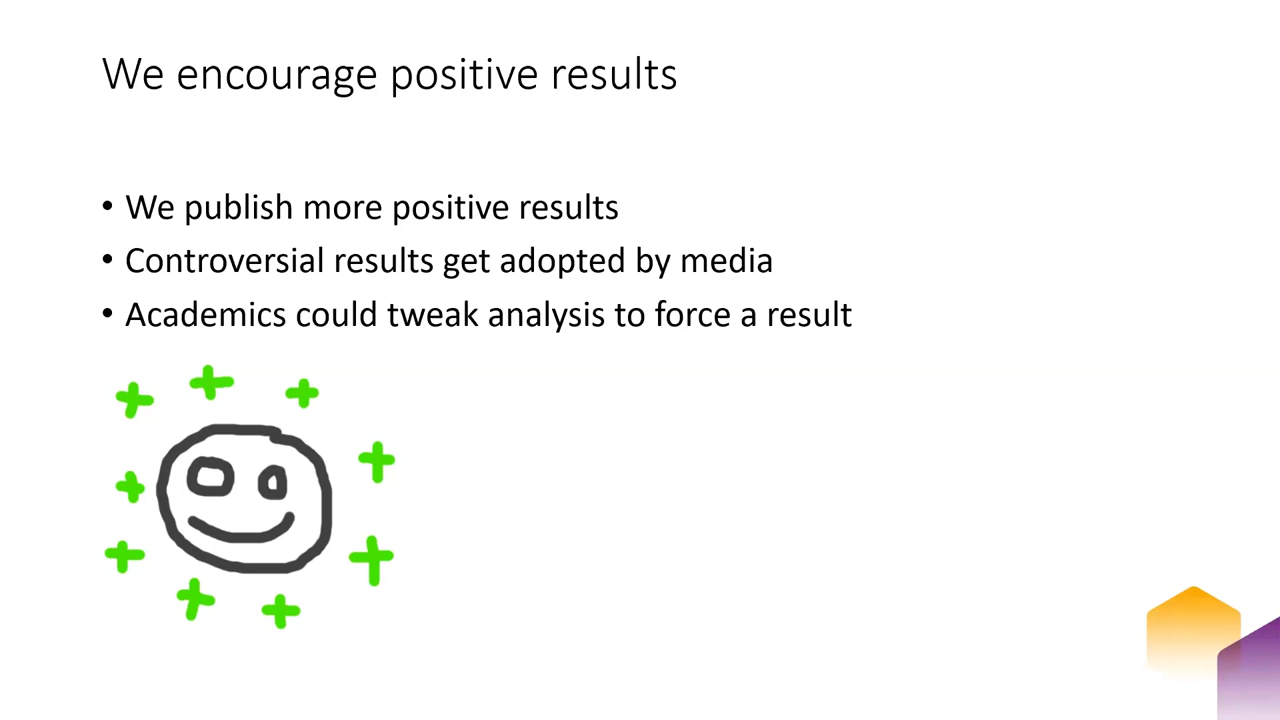 We encourage positive results
• We publish more positive results
• Controversial results get adopted by media
• Academics could tweak analysis to force a result